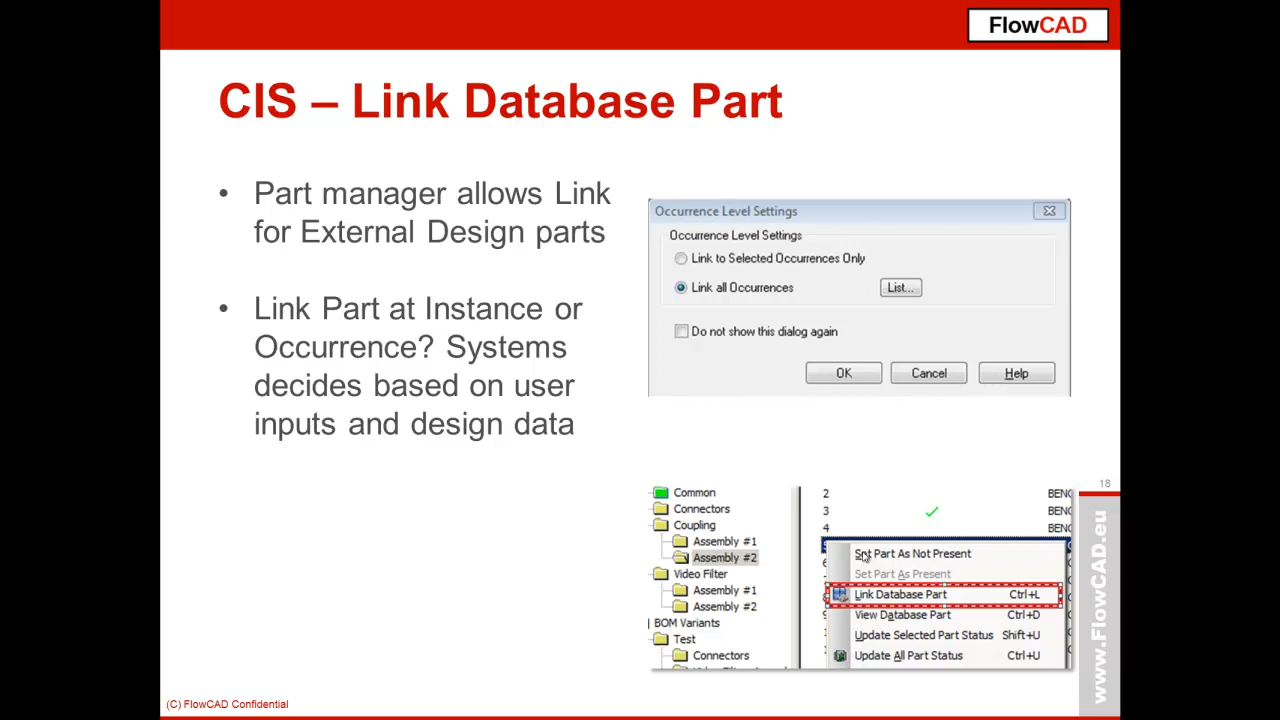 FlowCAD
CIS – Link Database Part
• Part manager allows Link
for External Design parts
• Link Part at Instance or
Occurrence? Systems
decides based on user
inputs and design data
Occurrence Level Settings
Occurrence Level Settings
Link to Selected Occurrences Only
Link all Occurrences
List...
Do not show this dialog again
OK
Cancel
Help
Common
Connectors
Coupling
Assembly #1
Assembly #2
Video Filter
Assembly #1
Assembly #2
BOM Variants
Test
Connectors
2
BENC
3
BENC
4
BENC
Set Part As Not Present
Set Part As Present
Link Database Part Ctrl+L
View Database Part Ctrl+D
Update Selected Part Status Shift+U
Update All Part Status Ctrl+U
18
www.FlowCAD.eu
(C) FlowCAD Confidential